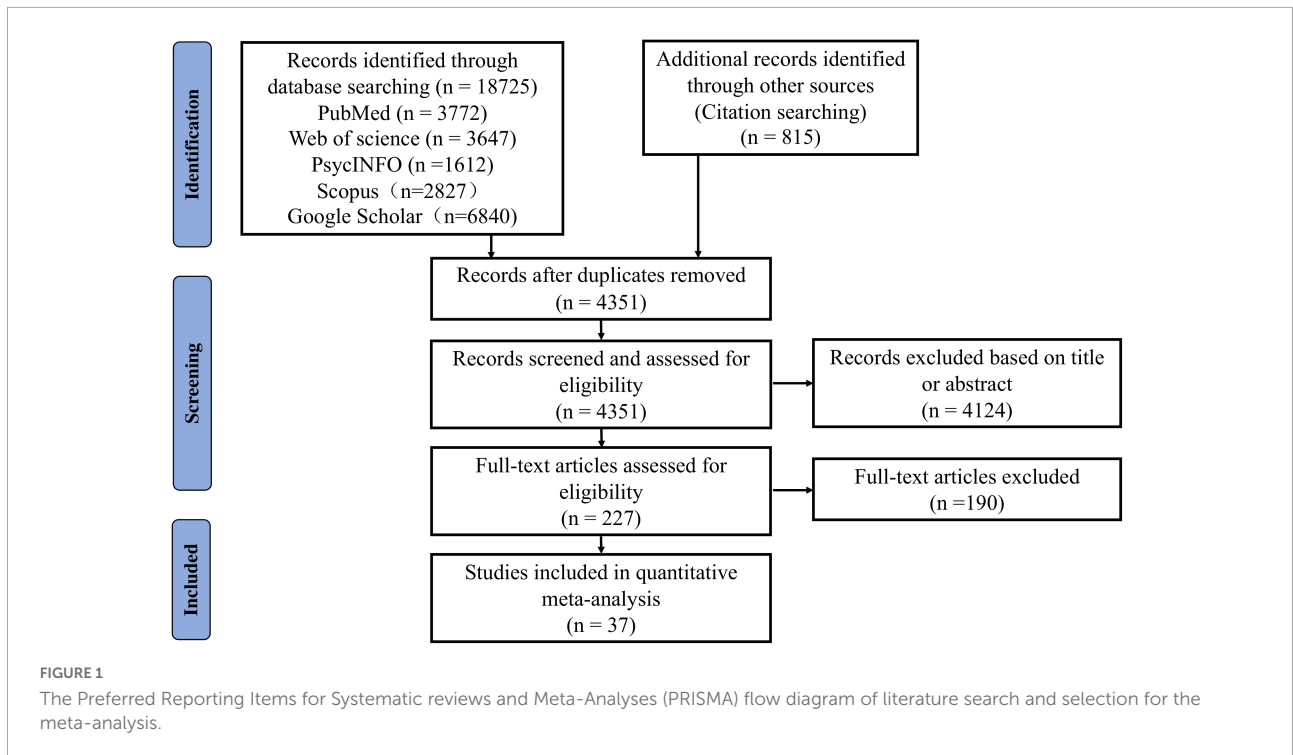 Identification
Records identified through
database searching (n = 18725)
PubMed (n = 3772)
Web of science (n = 3647)
PsycINFO (n =1612)
Scopus（n=2827）
Google Scholar（n=6840)
Additional records identified
through other sources
(Citation searching)
(n = 815)
Screening
Records after duplicates removed
(n = 4351)
Records screened and assessed for
eligibility
(n = 4351)
Records excluded based on title
or abstract
(n = 4124)
Full-text articles assessed for
eligibility
(n = 227)
Full-text articles excluded
(n =190)
Included
Studies included in quantitative
meta-analysis
(n = 37)
FIGURE 1
The Preferred Reporting Items for Systematic reviews and Meta-Analyses (PRISMA) flow diagram of literature search and selection for the
meta-analysis.